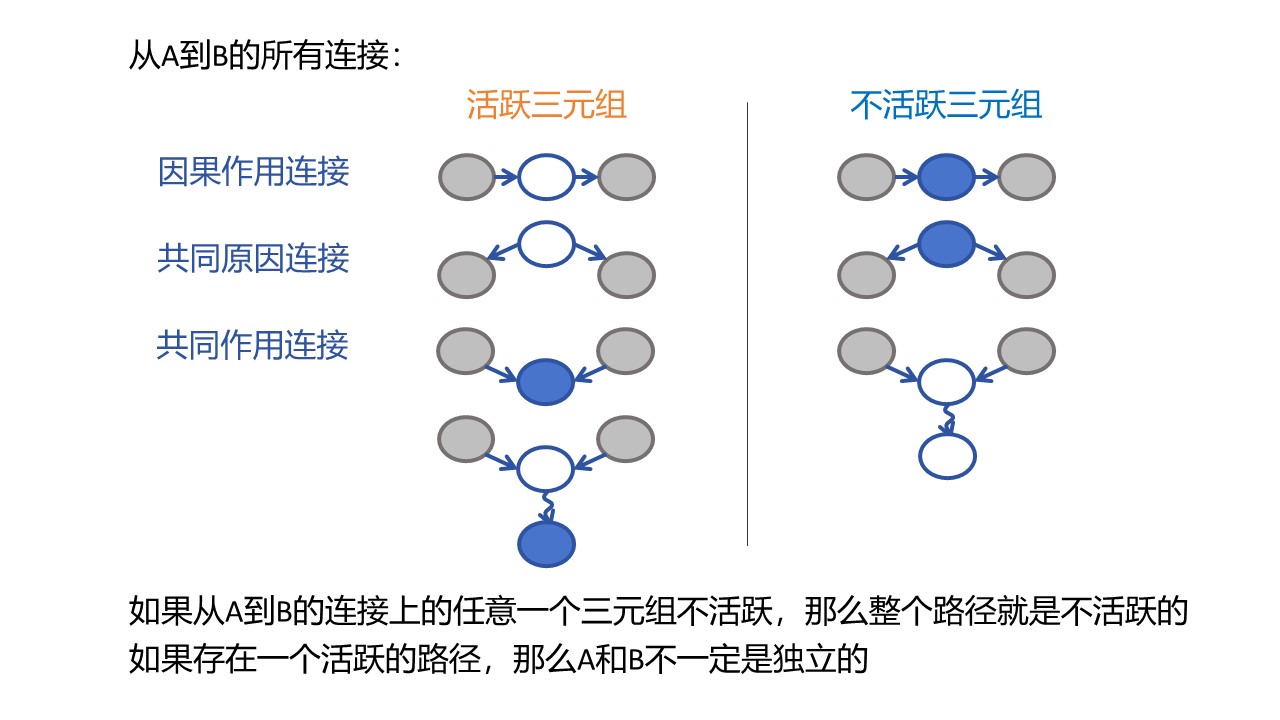 从A到B的所有连接：
活跃三元组
不活跃三元组
因果作用连接
共同原因连接
共同作用连接
如果从A到B的连接上的任意一个三元组不活跃，那么整个路径就是不活跃的
如果存在一个活跃的路径，那么A和B不一定是独立的